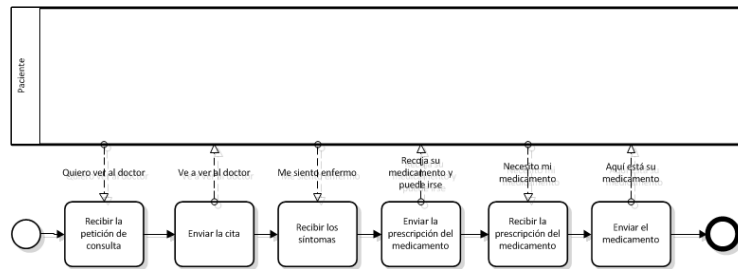 Paciente
Quiero ver al doctor
Ve a ver al doctor
Me siento enfermo
Recoja su
medicamento y
puede irse
Necesito mi
medicamento
Aquí está su
medicamento
Recibir la
petición de
consulta
Enviar la cita
Recibir los
síntomas
Enviar la
prescripción del
medicamento
Recibir la
prescripción del
medicamento
Enviar el
medicamento